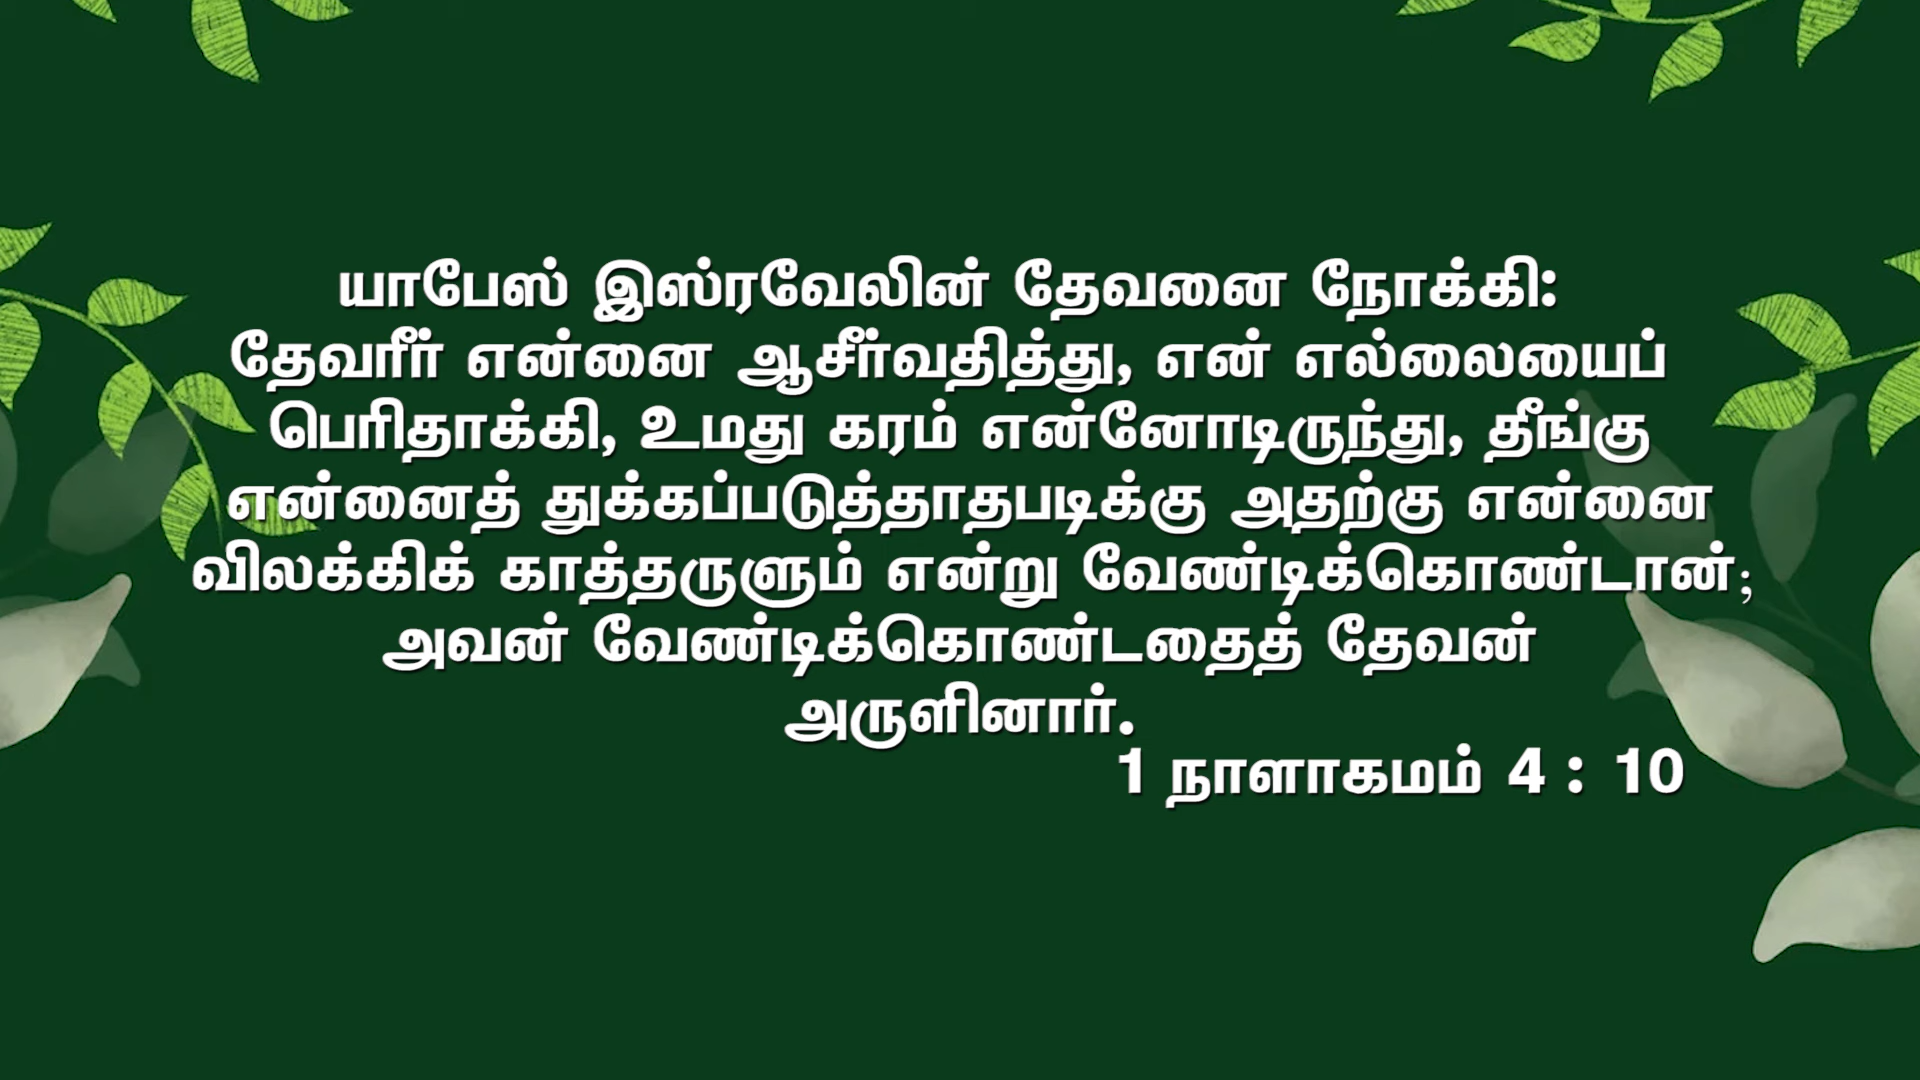 யாபேஸ் இஸ்ரவேலின் தேவனை நோக்கி:
தேவரீர் என்னை ஆசீர்வதித்து, என் எல்லையைப்
பெரிதாக்கி, உமது கரம் என்னோடிருந்து, தீங்கு
என்னைத் துக்கப்படுத்தாதபடிக்கு அதற்கு என்னை
விலக்கிக் காத்தருளும் என்று வேண்டிக்கொண்டான்;
அவன் வேண்டிக்கொண்டதைத் தேவன்
அருளினார்.
1 நாளாகமம் 4 : 10